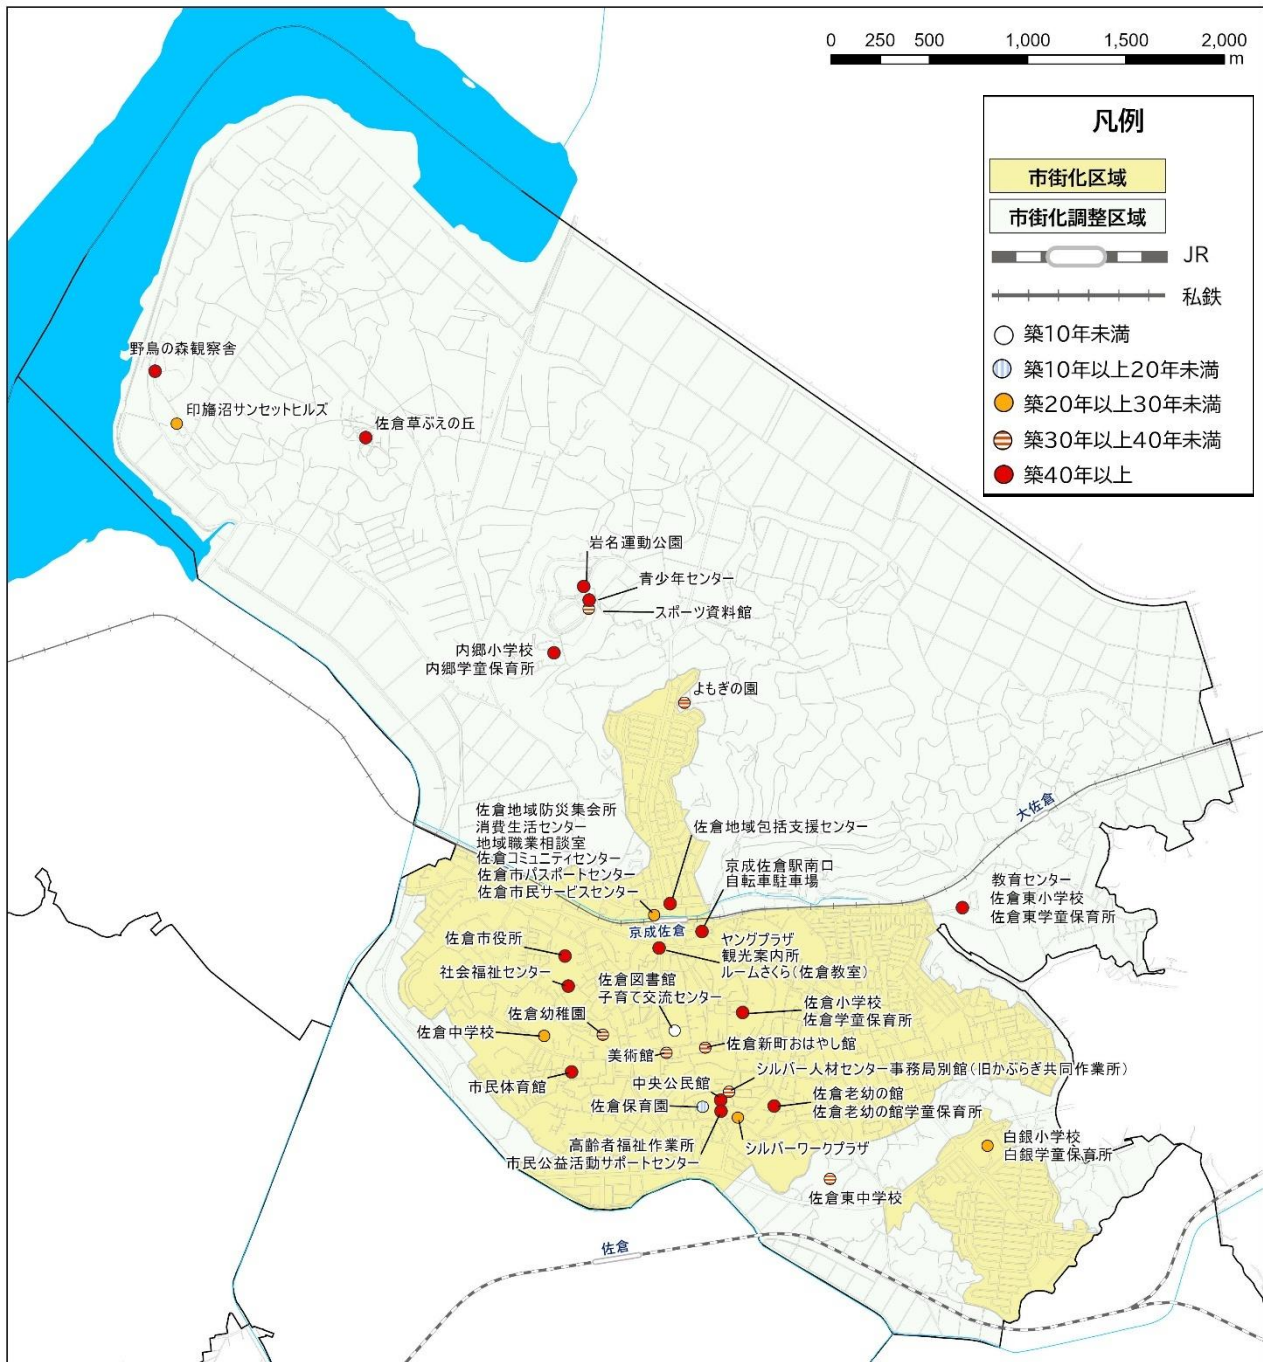 0 250 500 1,000 1,500 2,000
m
凡例
市街化区域
市街化調整区域
JR
私鉄
築10年未満
築10年以上20年未満
築20年以上30年未満
築30年以上40年未満
築40年以上
野鳥の森観察舎
印旛沼サンセットヒルズ
佐倉草ぶえの丘
岩名運動公園
青少年センター
スポーツ資料館
内郷小学校
内郷学童保育所
よもぎの園
大佐倉
佐倉地域防災集会所
消費生活センター
地域職業相談室
佐倉コミュニティセンター
佐倉市パスポートセンター
佐倉市民サービスセンター
佐倉地域包括支援センター
京成佐倉駅南口
自転車駐車場
教育センター
佐倉東小学校
佐倉東学童保育所
京成佐倉
ヤングプラザ
観光案内所
ルームさくら(佐倉教室)
佐倉市役所
社会福祉センター
佐倉図書館
子育て交流センター
佐倉小学校
佐倉学童保育所
佐倉幼稚園
佐倉中学校
美術館
佐倉新町おはやし館
市民体育館
中央公民館
シルバー人材センター事務局別館(旧かぶらぎ共同作業所)
佐倉保育園
佐倉老幼の館
佐倉老幼の館学童保育所
高齢者福祉作業所
市民公益活動サポートセンター
シルバーワークプラザ
白銀小学校
白銀学童保育所
佐倉東中学校
佐倉